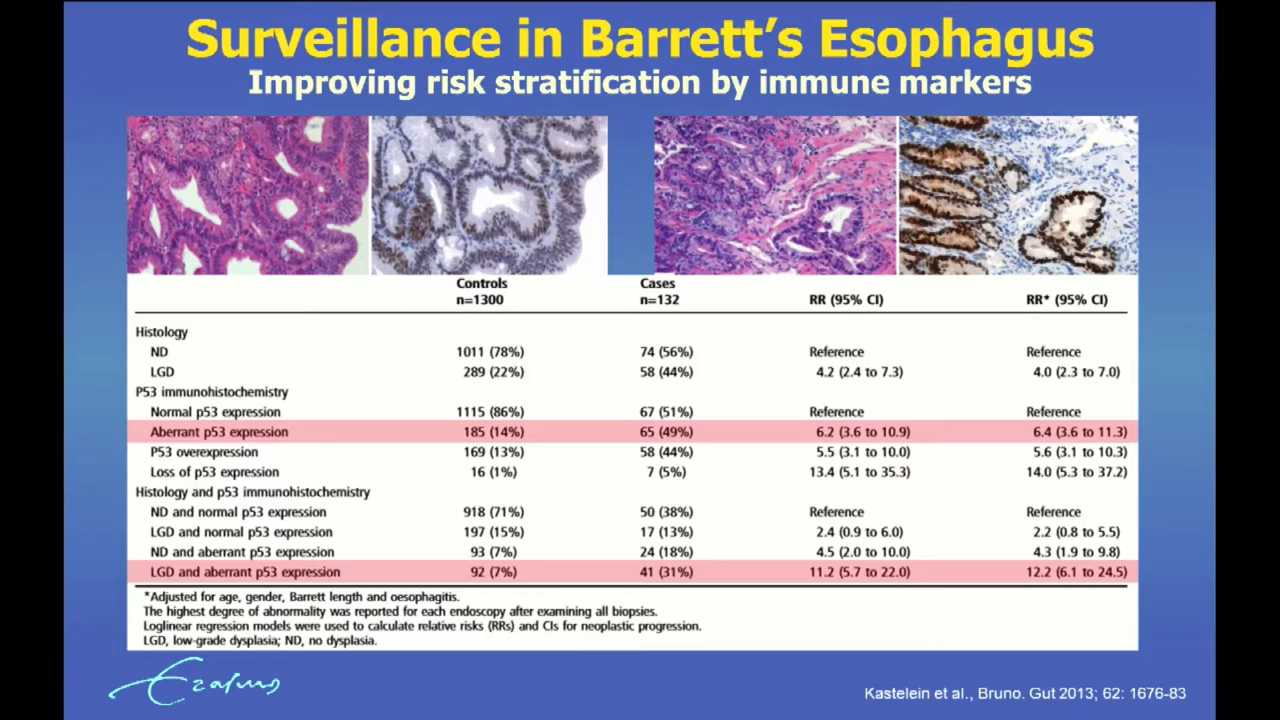 Surveillance in Barrett's Esophagus
Improving risk stratification by immune markers
Controls Cases
n=1300 n=132 RR (95% CI) RR* (95% CI)
Histology
ND 1011 (78%) 74 (56%) Reference Reference
LGD 289 (22%) 58 (44%) 4.2 (2.4 to 7.3) 4.0 (2.3 to 7.0)
P53 immunohistochemistry
Normal p53 expression 1115 (86%) 67 (51%) Reference Reference
Aberrant p53 expression 185 (14%) 65 (49%) 6.2 (3.6 to 10.9) 6.4 (3.6 to 11.3)
P53 overexpression 169 (13%) 58 (44%) 5.5 (3.1 to 10.0) 5.6 (3.1 to 10.3)
Loss of p53 expression 16 (1%) 7 (5%) 13.4 (5.1 to 35.3) 14.0 (5.3 to 37.2)
Histology and p53 immunohistochemistry
ND and normal p53 expression 918 (71%) 50 (38%) Reference Reference
LGD and normal p53 expression 197 (15%) 17 (13%) 2.4 (0.9 to 6.0) 2.2 (0.8 to 5.5)
ND and aberrant p53 expression 93 (7%) 24 (18%) 4.5 (2.0 to 10.0) 4.3 (1.9 to 9.8)
LGD and aberrant p53 expression 92 (7%) 41 (31%) 11.2 (5.7 to 22.0) 12.2 (6.1 to 24.5)
*Adjusted for age, gender, Barrett length and oesophagitis.
The highest degree of abnormality was reported for each endoscopy after examining all biopsies.
Loglinear regression models were used to calculate relative risks (RRs) and CIs for neoplastic progression.
LGD, low-grade dysplasia; ND, no dysplasia.
Erasmus
Kastelein et al., Bruno. Gut 2013; 62: 1676-83